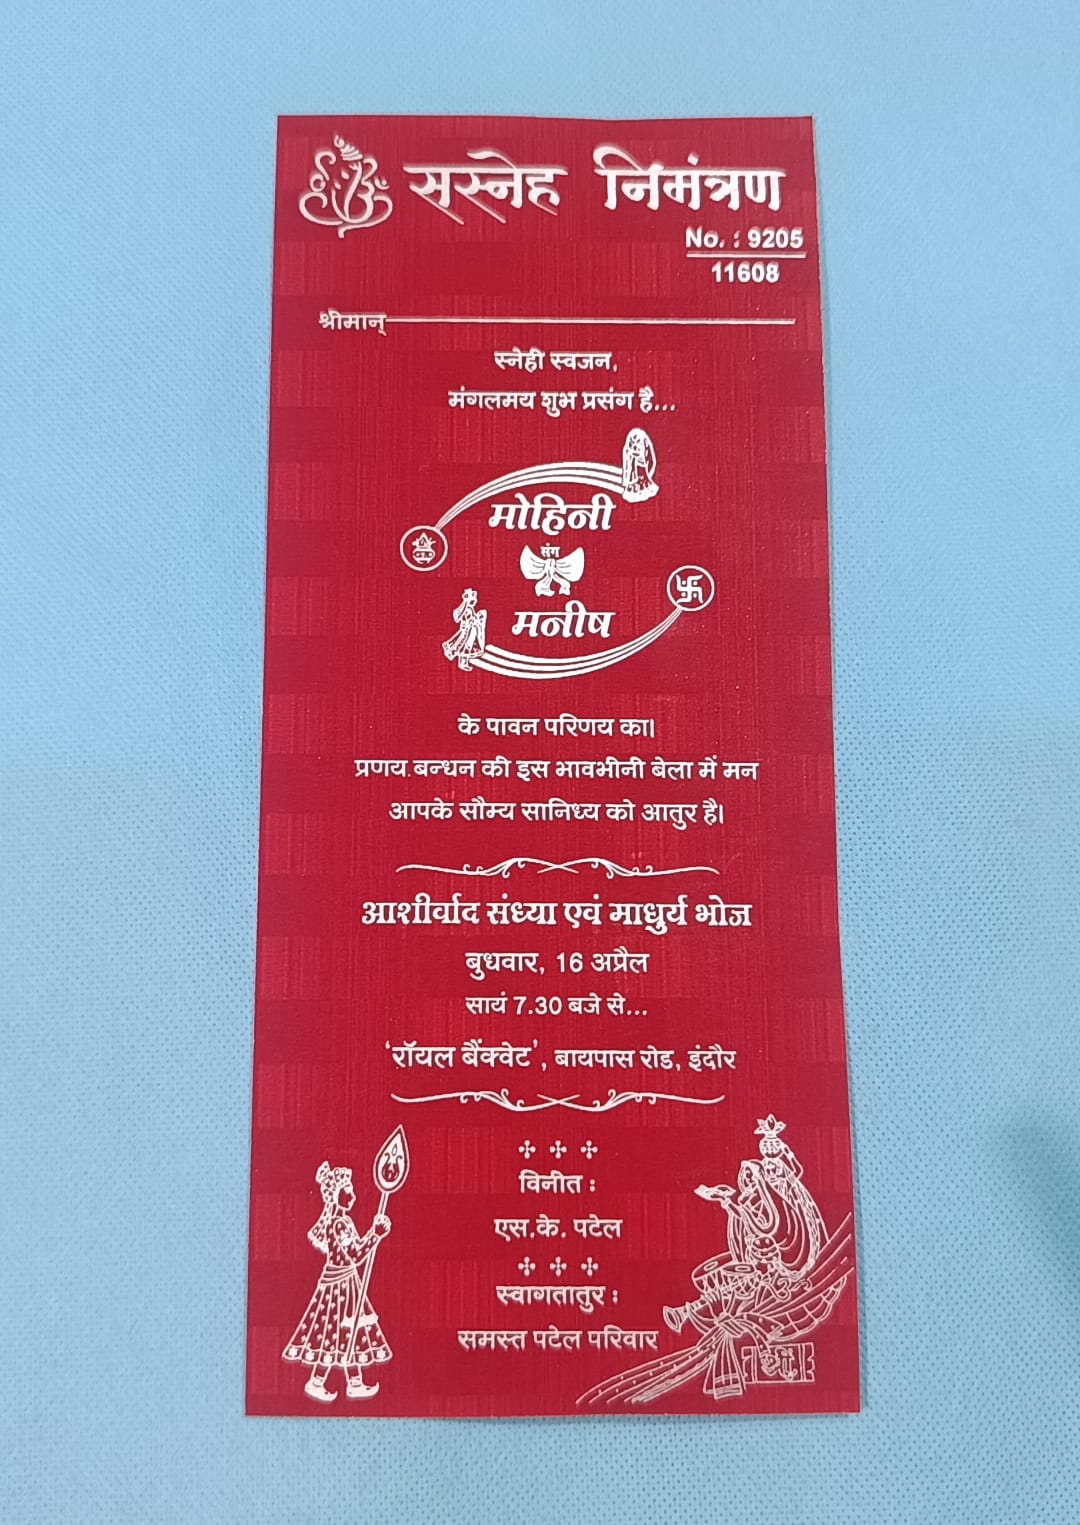 सस्नेह निमंत्रण
No. : 9205
11608
श्रीमान्
स्नेही स्वजन,
मंगलमय शुभ प्रसंग है...
मोहिनी
संग
मनीष
के पावन परिणय का।
प्रणय बन्धन की इस भावभीनी बेला में मन
आपके सौम्य सानिध्य को आतुर है।
आशीर्वाद संध्या एवं माधुर्य भोज
बुधवार, 16 अप्रैल
सायं 7.30 बजे से...
‘रॉयल बैंक्वेट’, बायपास रोड, इंदौर
विनीत :
एस.के. पटेल
स्वागतातुर :
समस्त पटेल परिवार
श्री